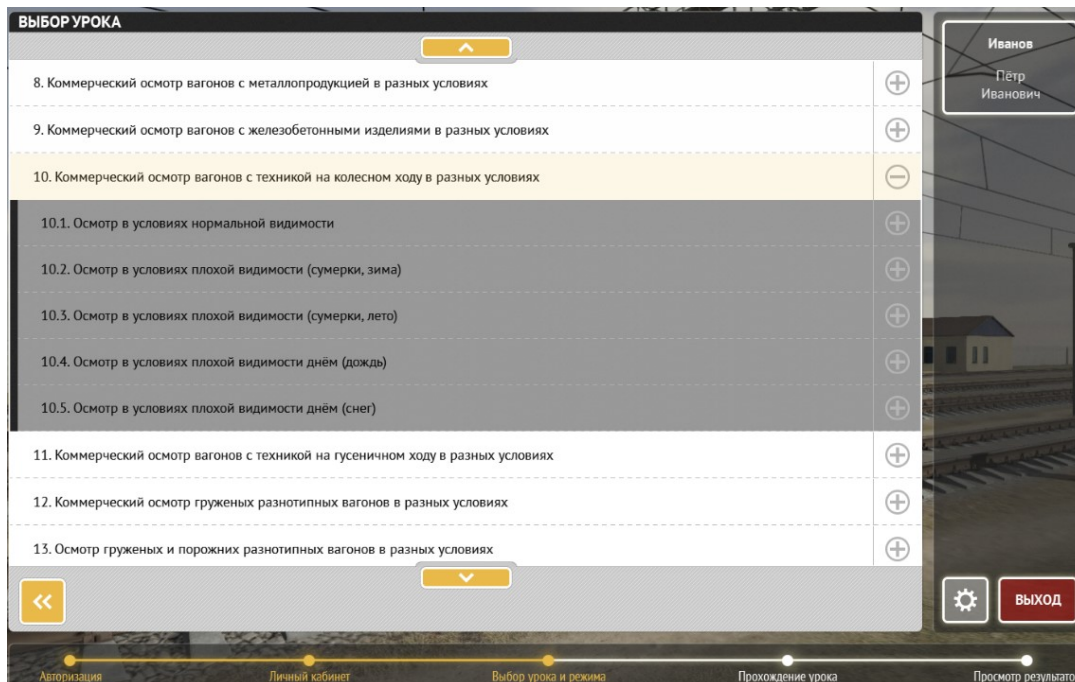 ВЫБОР УРОКА
Иванов
Пётр
Иванович
8. Коммерческий осмотр вагонов с металлопродукцией в разных условиях
9. Коммерческий осмотр вагонов с железобетонными изделиями в разных условиях
10. Коммерческий осмотр вагонов с техникой на колесном ходу в разных условиях
10.1. Осмотр в условиях нормальной видимости
10.2. Осмотр в условиях плохой видимости (сумерки, зима)
10.3. Осмотр в условиях плохой видимости (сумерки, лето)
10.4. Осмотр в условиях плохой видимости днём (дождь)
10.5. Осмотр в условиях плохой видимости днём (снег)
11. Коммерческий осмотр вагонов с техникой на гусеничном ходу в разных условиях
12. Коммерческий осмотр груженых разнотипных вагонов в разных условиях
13. Осмотр груженых и порожних разнотипных вагонов в разных условиях
ВЫХОД
Авторизация
Личный кабинет
Выбор урока и режима
Прохождение урока
Просмотр результато